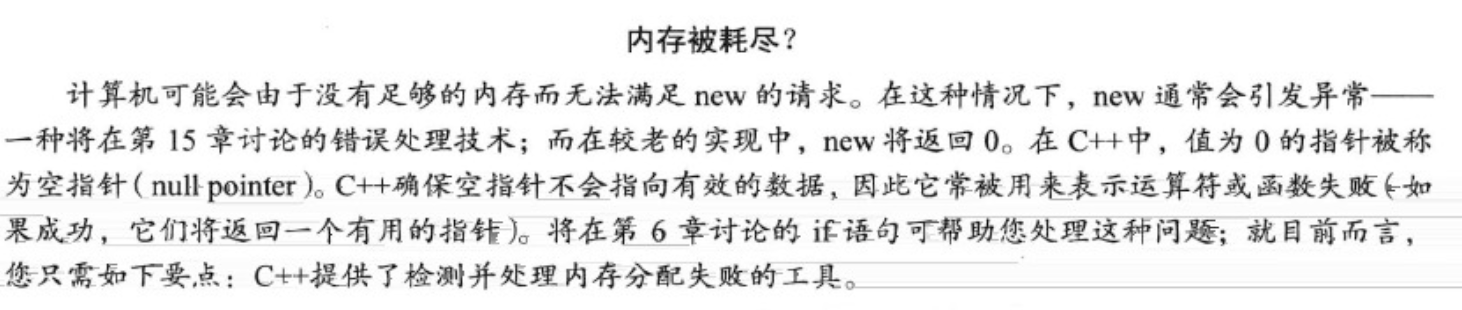 内存被耗尽？
计算机可能会由于没有足够的内存而无法满足 new 的请求。在这种情况下，new 通常会引发异常——
一种将在第 15 章讨论的错误处理技术；而在较老的实现中，new 将返回 0。在 C++中，值为 0 的指针被称
为空指针（null pointer）。C++确保空指针不会指向有效的数据，因此它常被用来表示运算符或函数失败（如
果成功，它们将返回一个有用的指针）。将在第 6 章讨论的 if 语句可帮助您处理这种问题；就目前而言，
您只需如下要点：C++提供了检测并处理内存分配失败的工具。